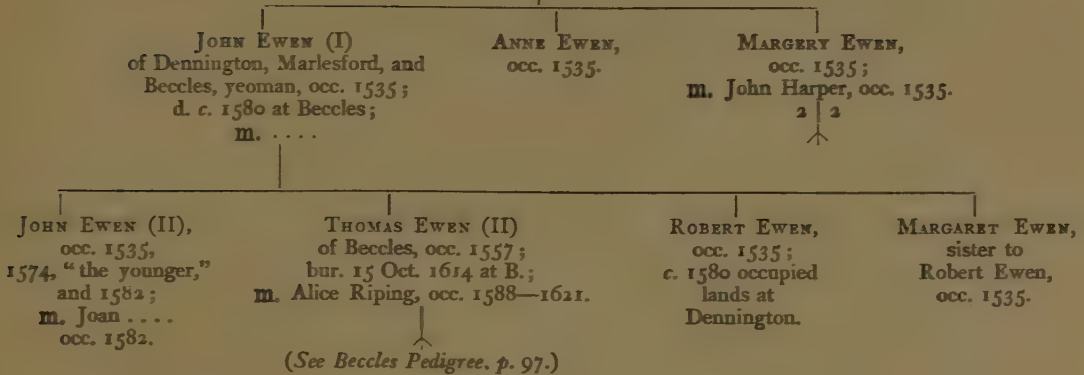 JOHN EWEN (I)
of Dennington, Marlesford, and
Beccles, yeoman, occ. 1535;
d. c. 1580 at Beccles;
m. . . . .
ANNE EWEN,
occ. 1535.
MARGERY EWEN,
occ. 1535;
m. John Harper, occ. 1535.
2 2
JOHN EWEN (II),
occ. 1535,
1574, "the younger,"
and 1582;
m. Joan . . . .
occ. 1582.
THOMAS EWEN (II)
of Beccles, occ. 1557;
bur. 15 Oct. 1614 at B.;
m. Alice Riping, occ. 1588—1621.
(See Beccles Pedigree. p. 97.)
ROBERT EWEN,
occ. 1535;
c. 1580 occupied
lands at
Dennington.
MARGARET EWEN,
sister to
Robert Ewen,
occ. 1535.